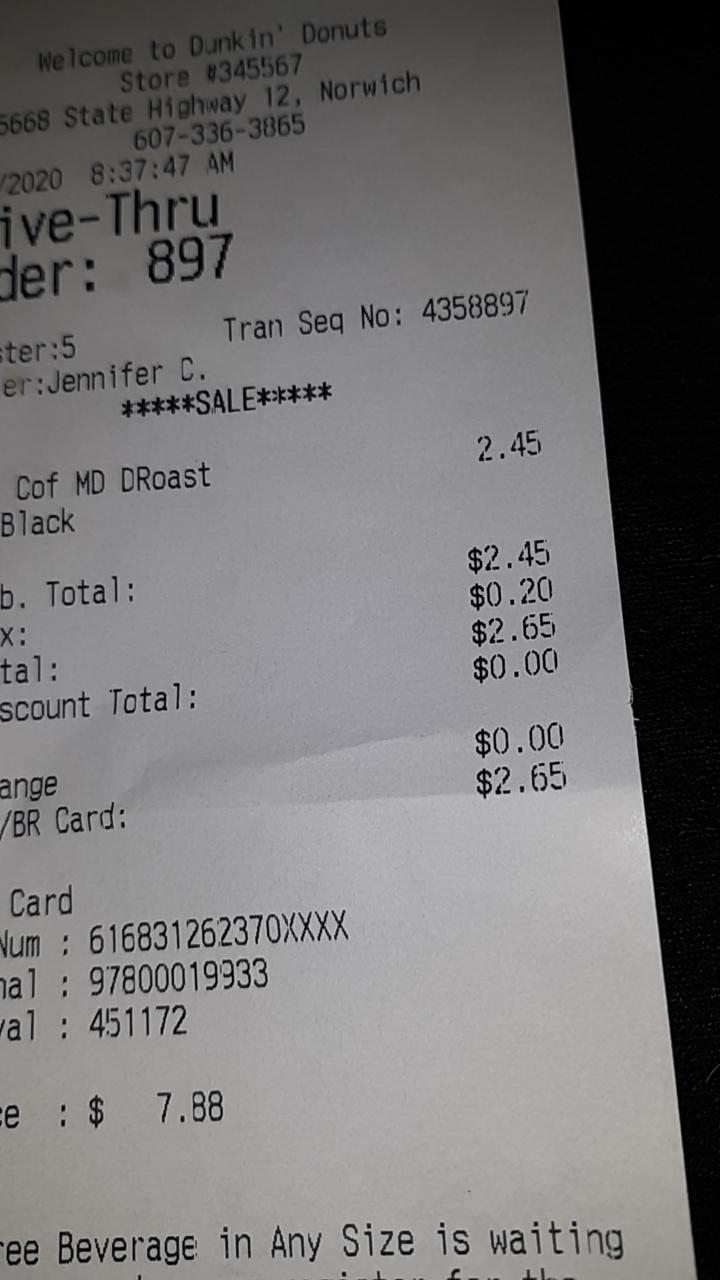 Welcome to Dunkin' Donuts
Store #345567
5668 State Highway 12, Norwich
607-336-3865
/2020 8:37:47 AM
ive-Thru
der: 897
ster:5 Tran Seq No: 4358897
er:Jennifer C.
*****SALE*****
2.45
Cof MD DRoast
Black
b. Total: $2.45
x: $0.20
tal: $2.65
scount Total: $0.00
ange $0.00
/BR Card: $2.65
Card
Num : 616831262370XXXX
nal : 97800019933
val : 451172
ce : $ 7.88
ree Beverage in Any Size is waiting